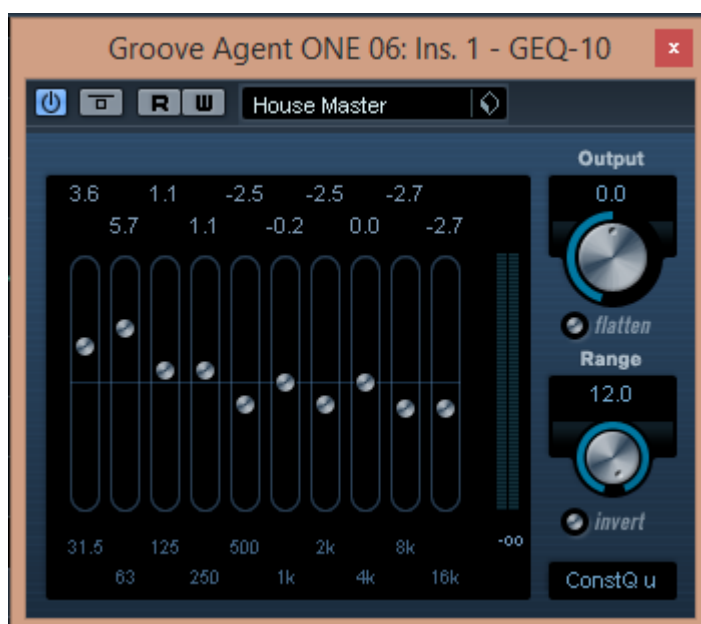 Groove Agent ONE 06: Ins. 1 - GEQ-10
x
R W House Master
Output
3.6 1.1 -2.5 -2.5 -2.7
0.0
5.7 1.1 -0.2 0.0 -2.7
flatten
Range
12.0
invert
31.5 125 500 2k 8k
-oo
63 250 1k 4k 16k
ConstQ u